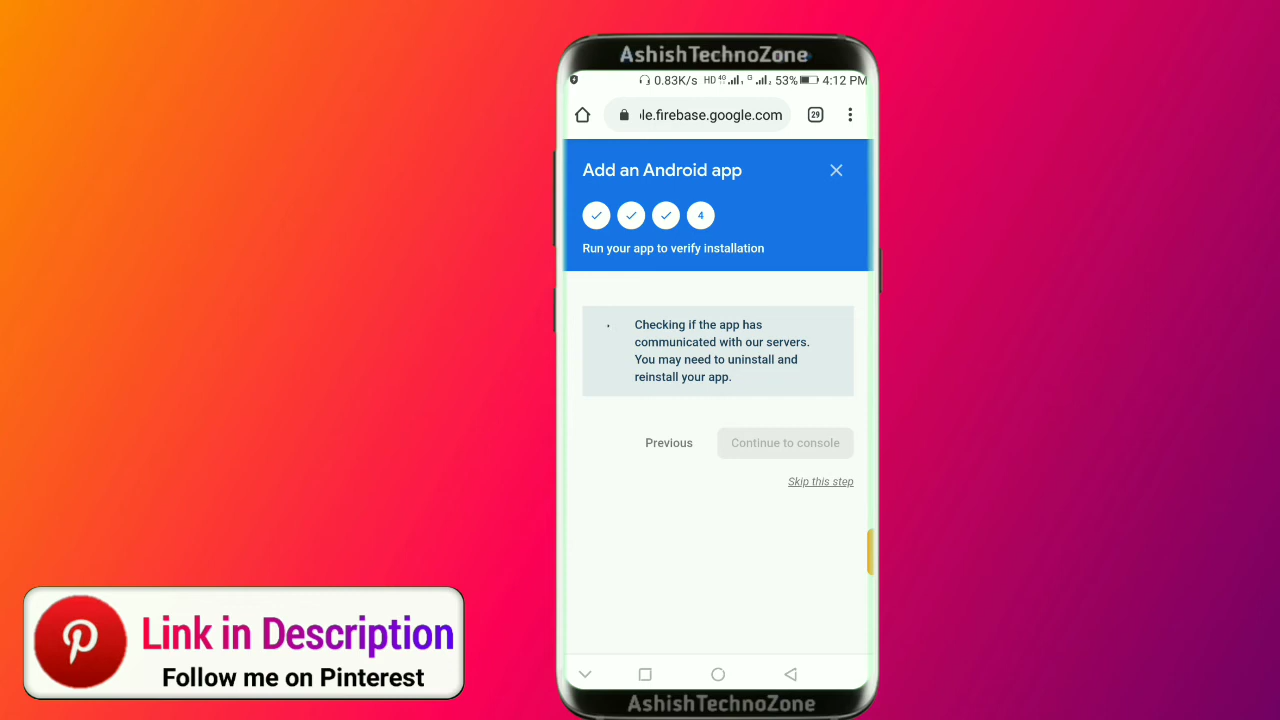 AshishTechnoZone
0.83K/s HD 4G 53% 4:12 PM
le.firebase.google.com 29
Add an Android app
4
Run your app to verify installation
Checking if the app has
communicated with our servers.
You may need to uninstall and
reinstall your app.
Previous Continue to console
Skip this step
Link in Description
Follow me on Pinterest
AshishTechnoZone